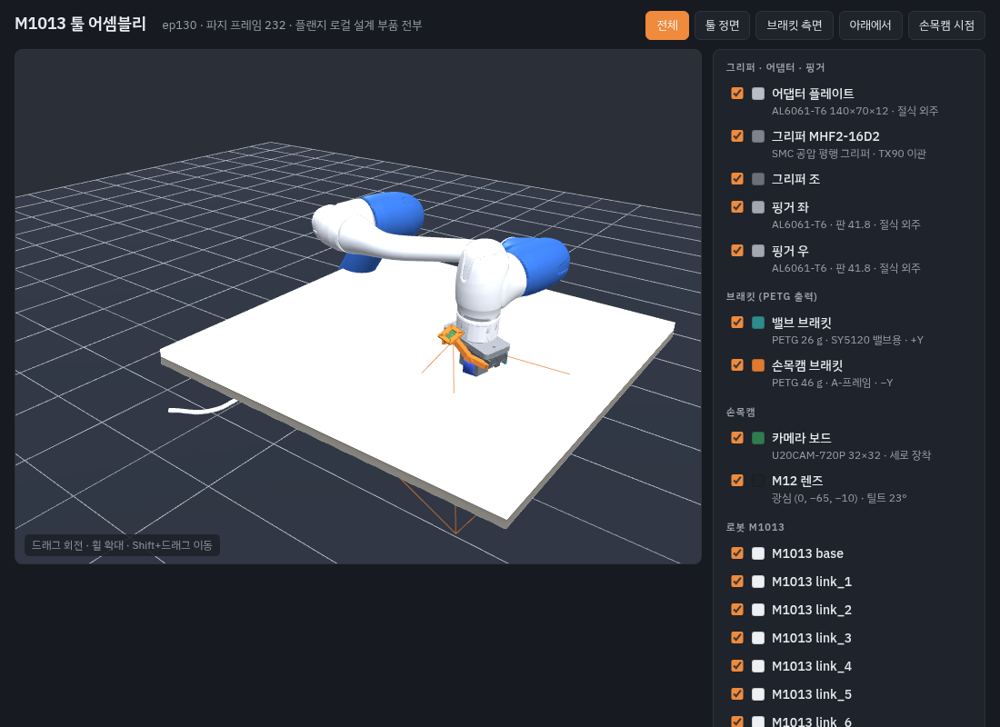 M1013 툴 어셈블리
ep130 · 파지 프레임 232 · 플랜지 로컬 설계 부품 전부
전체
툴 정면
브래킷 측면
아래에서
손목캠 시점
드래그 회전 · 휠 확대 · Shift+드래그 이동
그리퍼 · 어댑터 · 핑거
어댑터 플레이트
AL6061-T6 140×70×12 · 절식 외주
그리퍼 MHF2-16D2
SMC 공압 평행 그리퍼 · TX90 이관
그리퍼 조
핑거 좌
AL6061-T6 · 판 41.8 · 절식 외주
핑거 우
AL6061-T6 · 판 41.8 · 절식 외주
브래킷 (PETG 출력)
밸브 브래킷
PETG 26 g · SY5120 밸브용 · +Y
손목캠 브래킷
PETG 46 g · A-프레임 · −Y
손목캠
카메라 보드
U20CAM-720P 32×32 · 세로 장착
M12 렌즈
광심 (0, −65, −10) · 틸트 23°
로봇 M1013
M1013 base
M1013 link_1
M1013 link_2
M1013 link_3
M1013 link_4
M1013 link_5
M1013 link_6